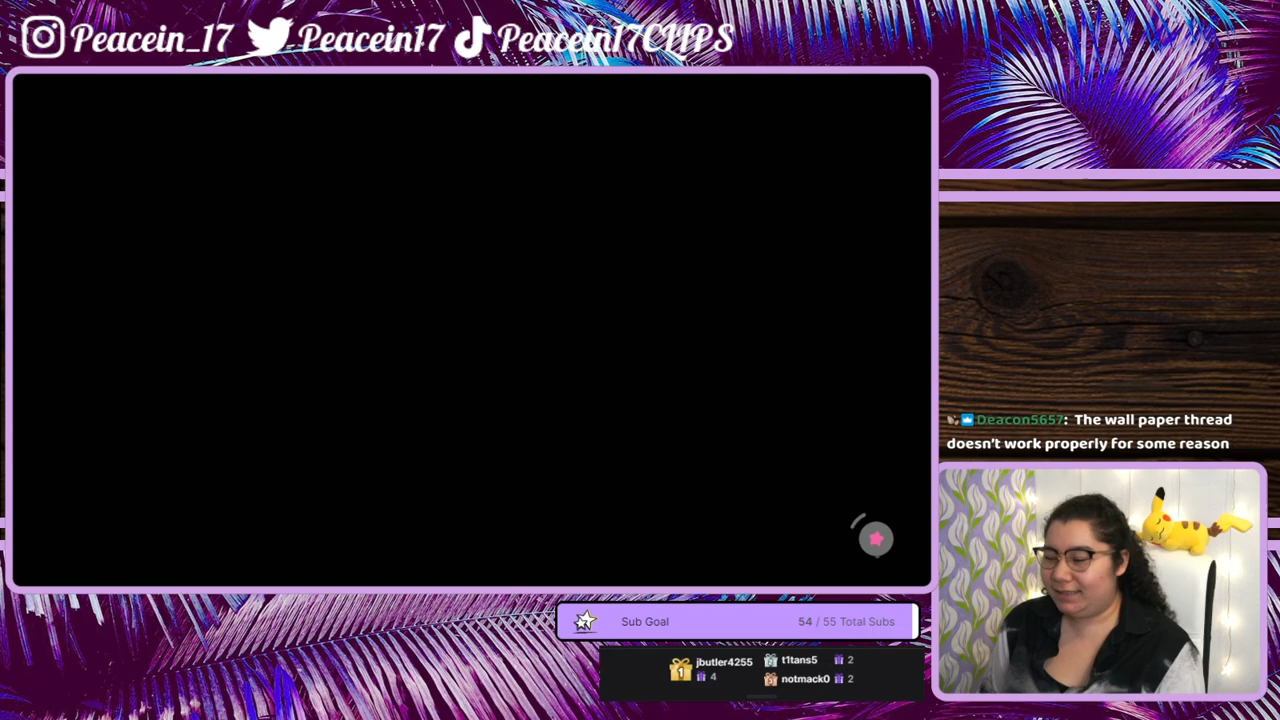 Peacein_17 Peacein17 Peacein17ClIPS
Deacon5657: The wall paper thread
doesn't work properly for some reason
Sub Goal 54 / 55 Total Subs
1 jbutler4255 4
t1tans5 2
notmack0 2